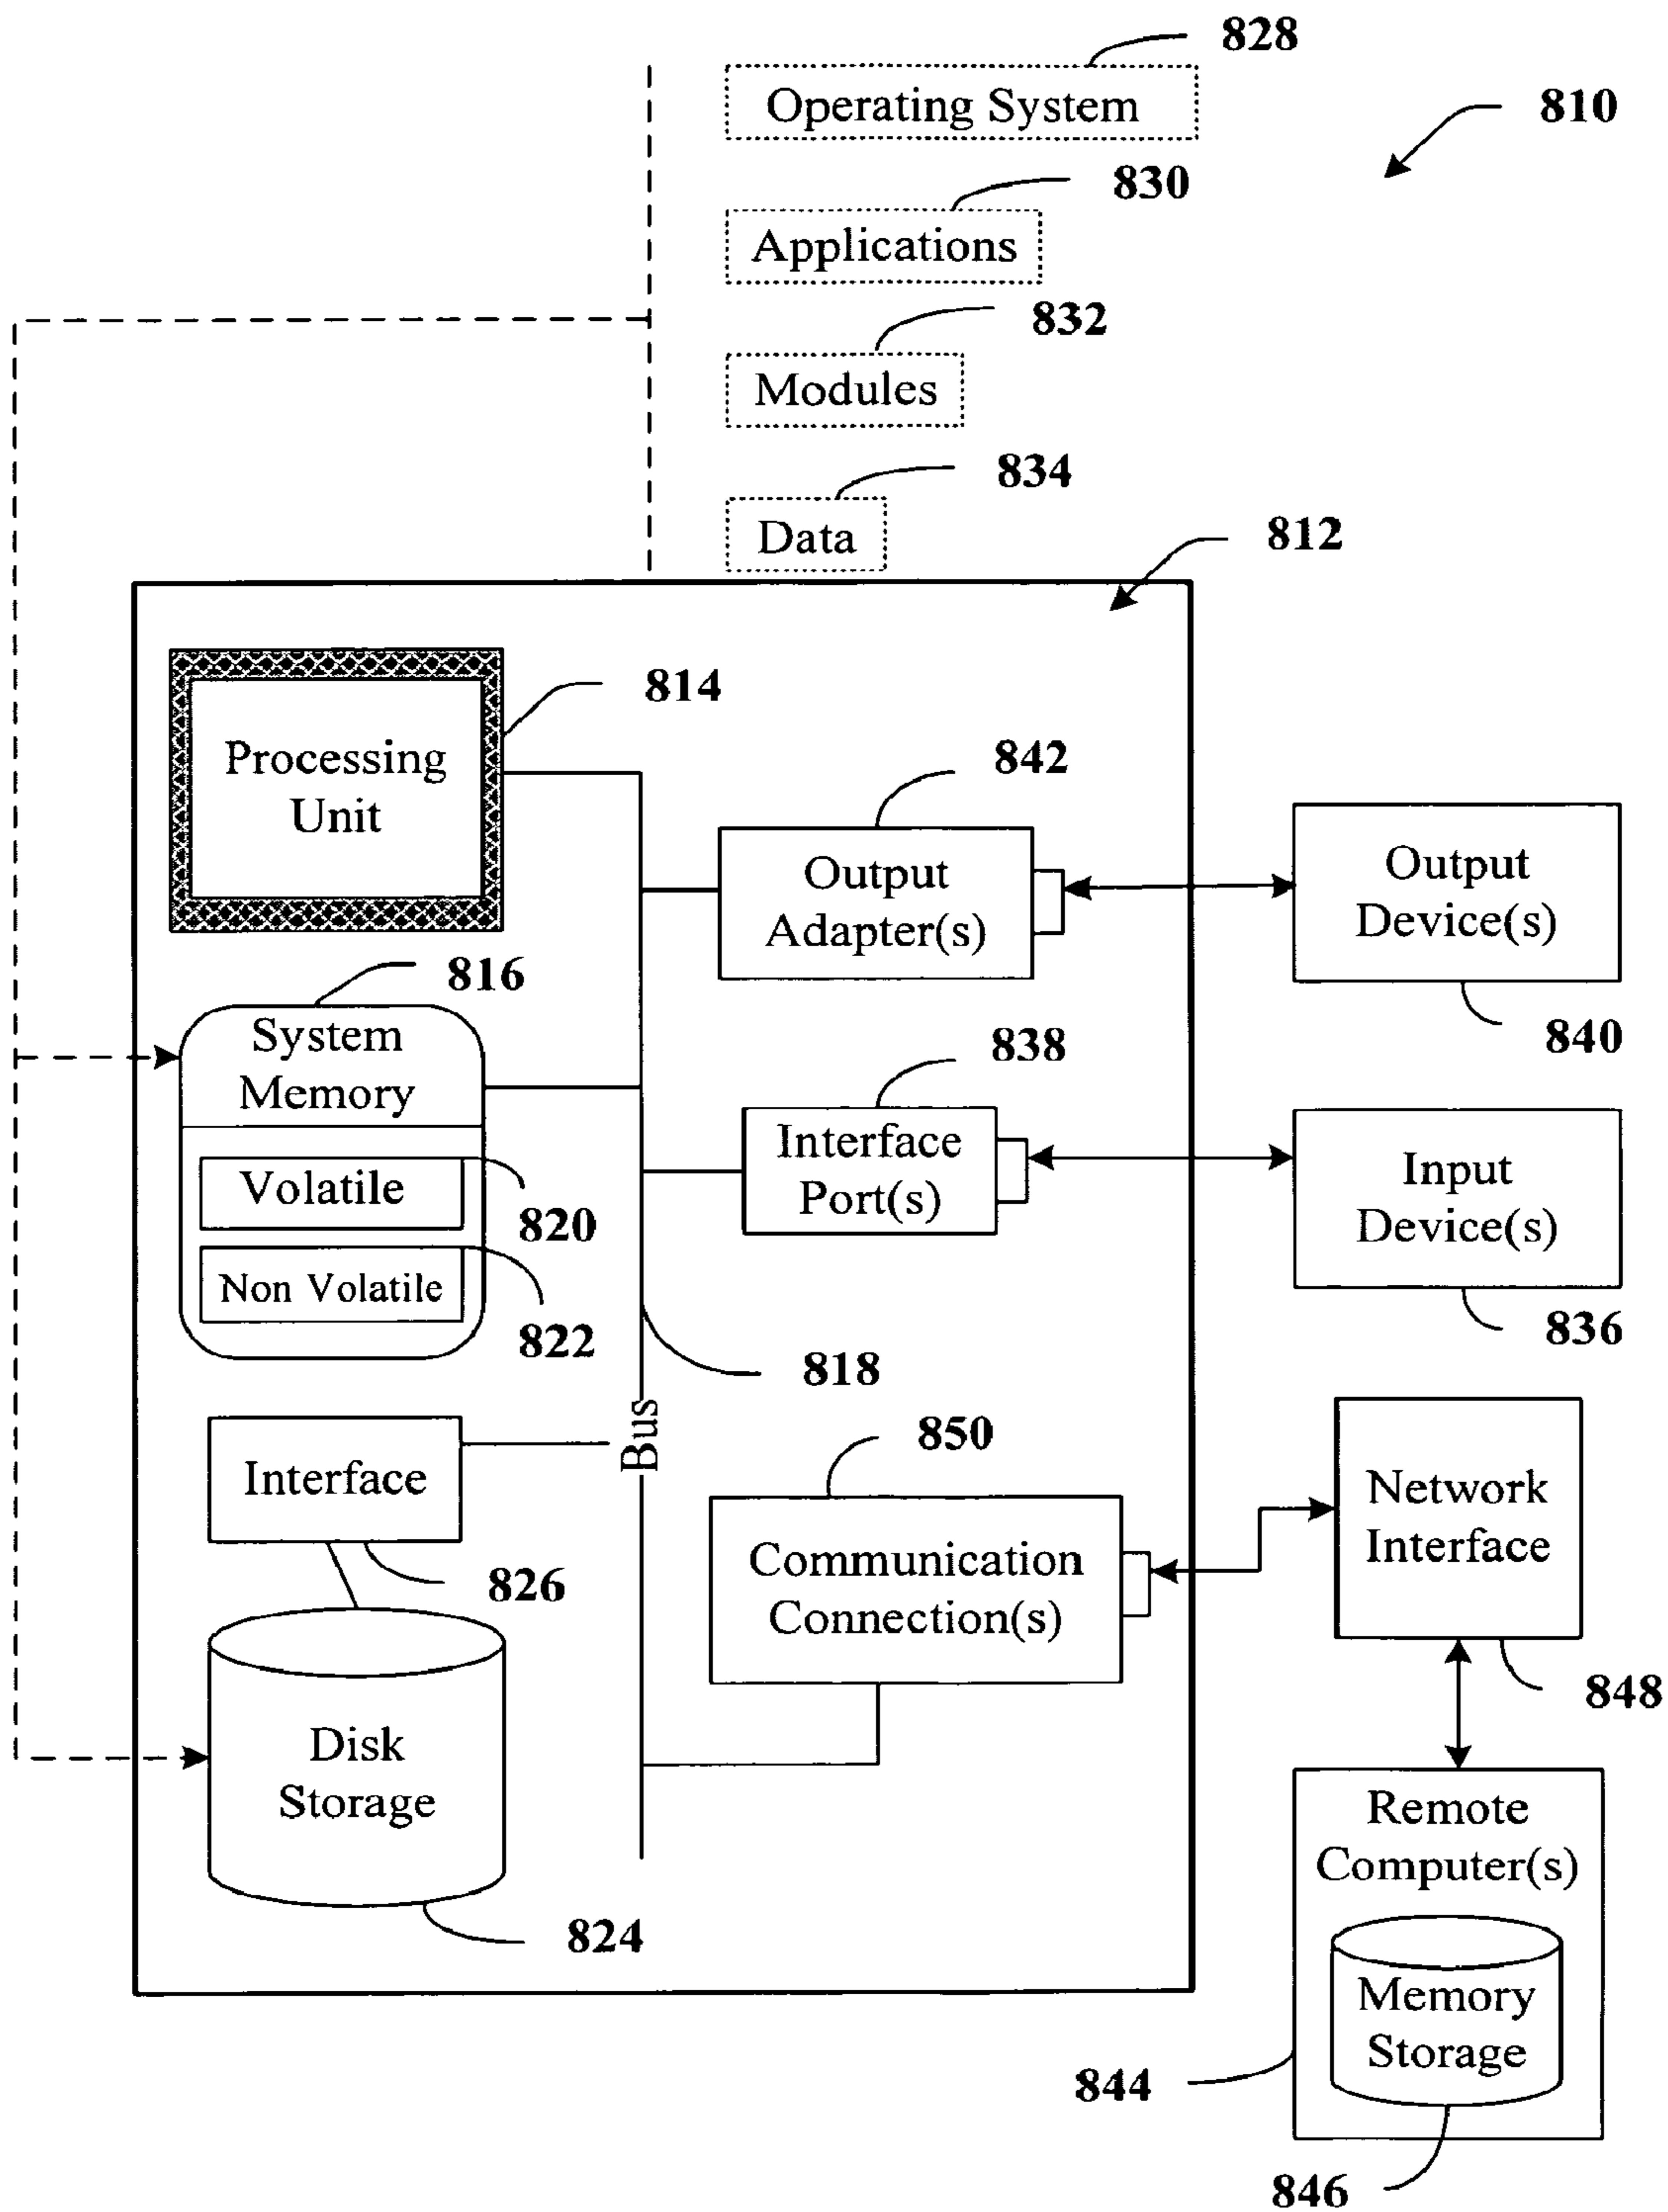 828
Operating System
810
830
Applications
832
Modules
834
Data
812
814
Processing
Unit
842
Output
Adapter(s)
Output
Device(s)
840
816
System
Memory
838
Interface
Port(s)
Input
Device(s)
836
Volatile
820
Non Volatile
822
818
Bus
850
Interface
826
Communication
Connection(s)
Network
Interface
848
Disk
Storage
824
Remote
Computer(s)
Memory
Storage
844
846